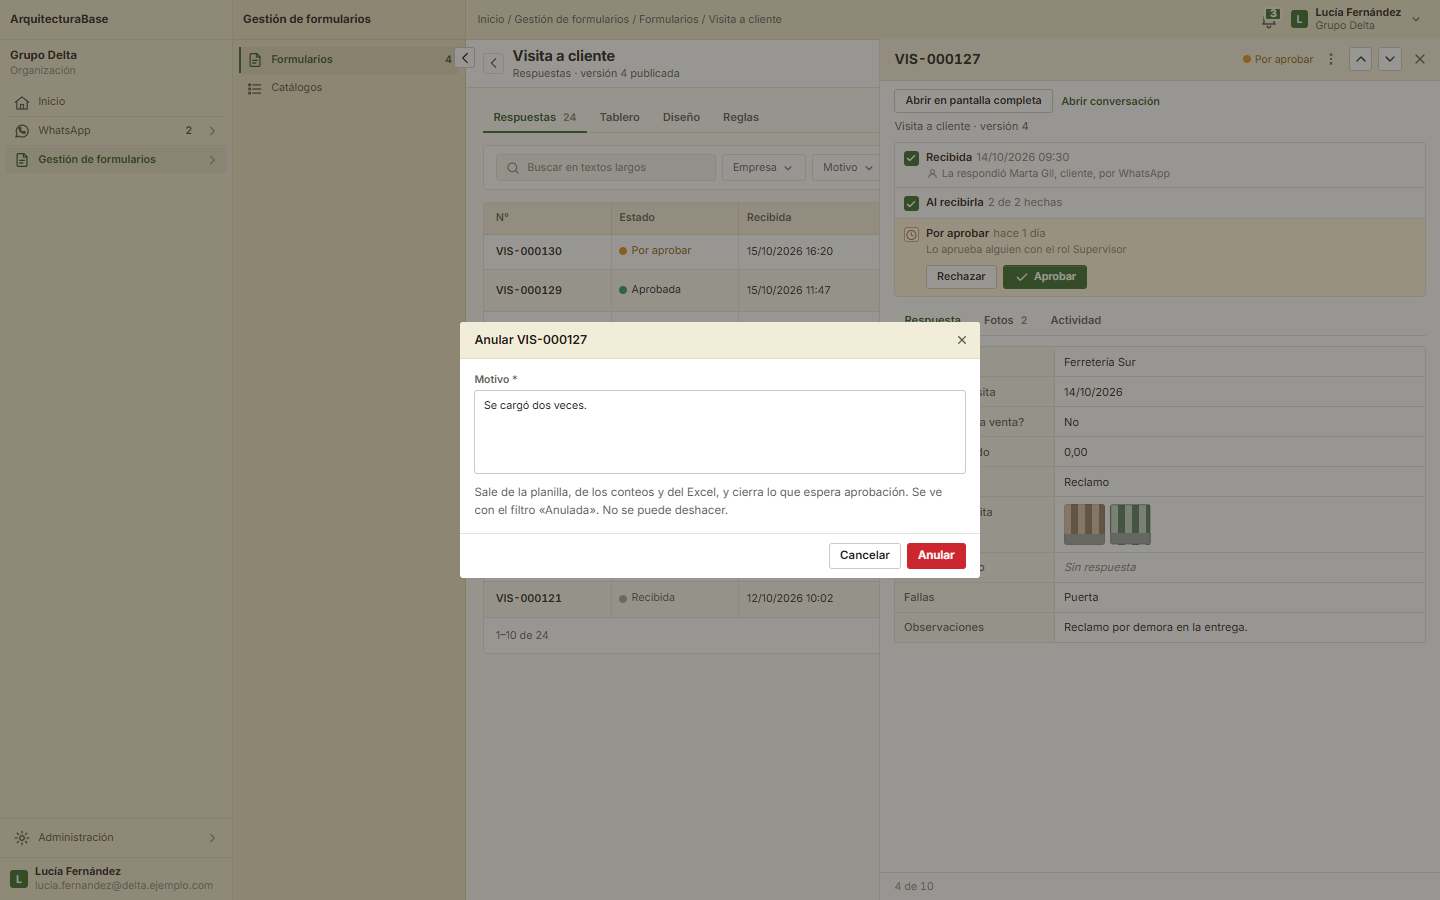 ArquitecturaBase
Grupo Delta
Organización
Inicio
WhatsApp 2
Gestión de formularios
Administración
L Lucía Fernández
lucia.fernandez@delta.ejemplo.com
Gestión de formularios
Formularios 4
Catálogos
Inicio / Gestión de formularios / Formularios / Visita a cliente
3
L Lucía Fernández
Grupo Delta
Visita a cliente
Respuestas · versión 4 publicada
Respuestas 24 Tablero Diseño Reglas
Buscar en textos largos Empresa Motivo
N° Estado Recibida
VIS-000130 Por aprobar 15/10/2026 16:20
VIS-000129 Aprobada 15/10/2026 11:47
VIS-000121 Recibida 12/10/2026 10:02
1–10 de 24
VIS-000127 Por aprobar
Abrir en pantalla completa Abrir conversación
Visita a cliente · versión 4
Recibida 14/10/2026 09:30
La respondió Marta Gil, cliente, por WhatsApp
Al recibirla 2 de 2 hechas
Por aprobar hace 1 día
Lo aprueba alguien con el rol Supervisor
Rechazar Aprobar
Respuesta Fotos 2 Actividad
Ferretería Sur
sita 14/10/2026
a venta? No
do 0,00
Reclamo
ita
o Sin respuesta
Fallas Puerta
Observaciones Reclamo por demora en la entrega.
4 de 10
Anular VIS-000127
Motivo *
Se cargó dos veces.
Sale de la planilla, de los conteos y del Excel, y cierra lo que espera aprobación. Se ve
con el filtro «Anulada». No se puede deshacer.
Cancelar Anular